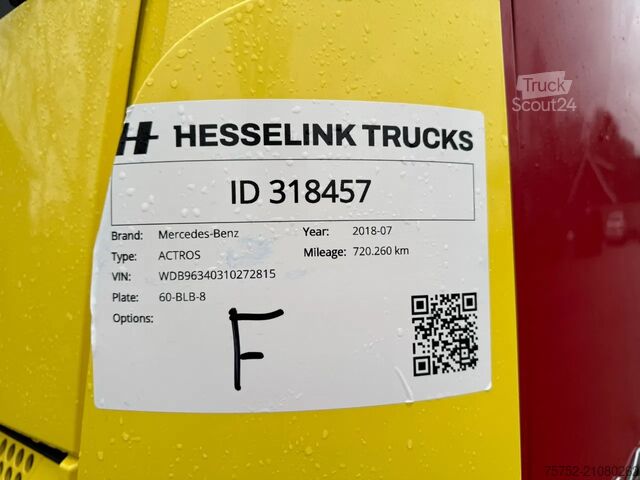 Truck
Scout24
HESSELINK TRUCKS
ID 318457
Brand: Mercedes-Benz Year: 2018-07
Type: ACTROS Mileage: 720.260 km
VIN: WDB96340310272815
Plate: 60-BLB-8
Options:
F